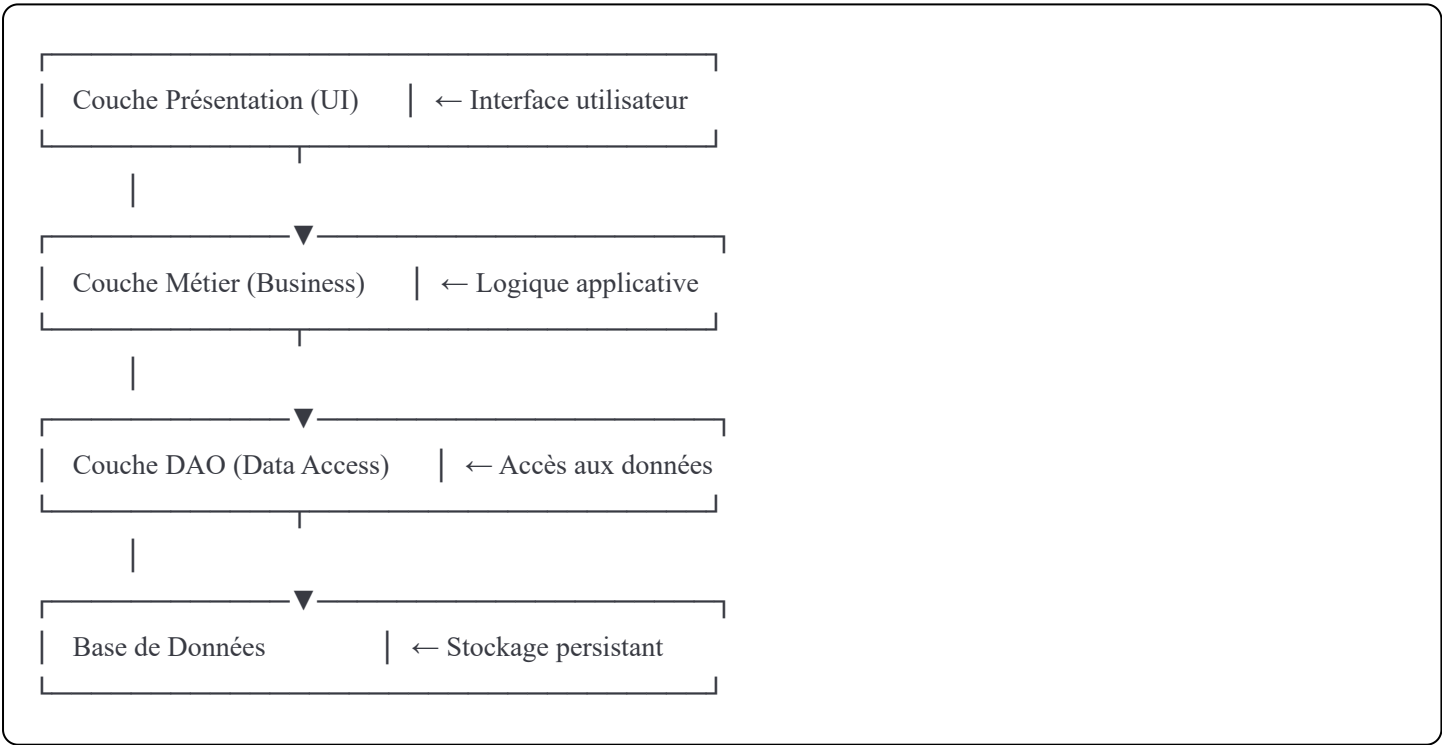 Couche Présentation (UI) ← Interface utilisateur
Couche Métier (Business) ← Logique applicative
Couche DAO (Data Access) ← Accès aux données
Base de Données ← Stockage persistant